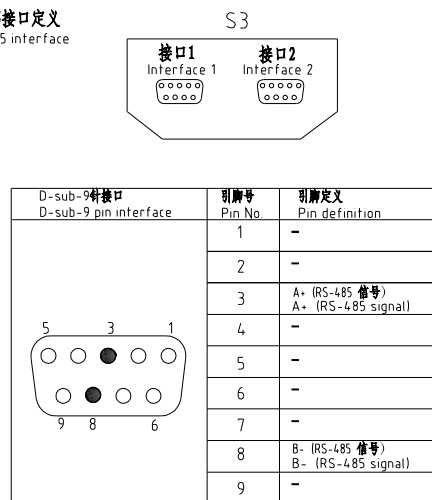 接口定义
5 interface
S3
接口1
Interface 1
接口2
Interface 2
D-sub-9针接口
D-sub-9 pin interface
引脚号
Pin No.
引脚定义
Pin definition
1 -
2 -
3 A+ (RS-485 信号)
A+ (RS-485 signal)
4 -
5 -
6 -
7 -
8 B- (RS-485 信号)
B- (RS-485 signal)
9 -
5 3 1
9 8 6